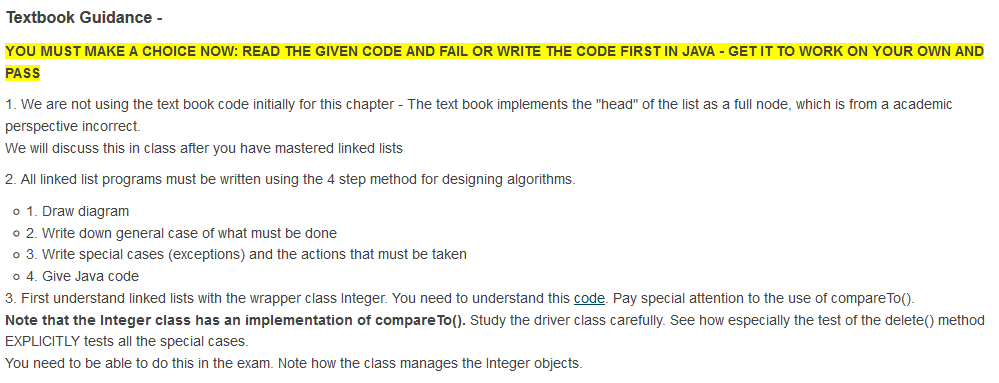 Textbook Guidance -
YOU MUST MAKE A CHOICE NOW: READ THE GIVEN CODE AND FAIL OR WRITE THE CODE FIRST IN JAVA - GET IT TO WORK ON YOUR OWN AND
PASS
1. We are not using the text book code initially for this chapter - The text book implements the "head" of the list as a full node, which is from a academic
perspective incorrect.
We will discuss this in class after you have mastered linked lists
2. All linked list programs must be written using the 4 step method for designing algorithms.
1. Draw diagram
2. Write down general case of what must be done
3. Write special cases (exceptions) and the actions that must be taken
4. Give Java code
3. First understand linked lists with the wrapper class Integer. You need to understand this code. Pay special attention to the use of compareTo().
Note that the Integer class has an implementation of compareTo(). Study the driver class carefully. See how especially the test of the delete() method
EXPLICITLY tests all the special cases.
You need to be able to do this in the exam. Note how the class manages the Integer objects.